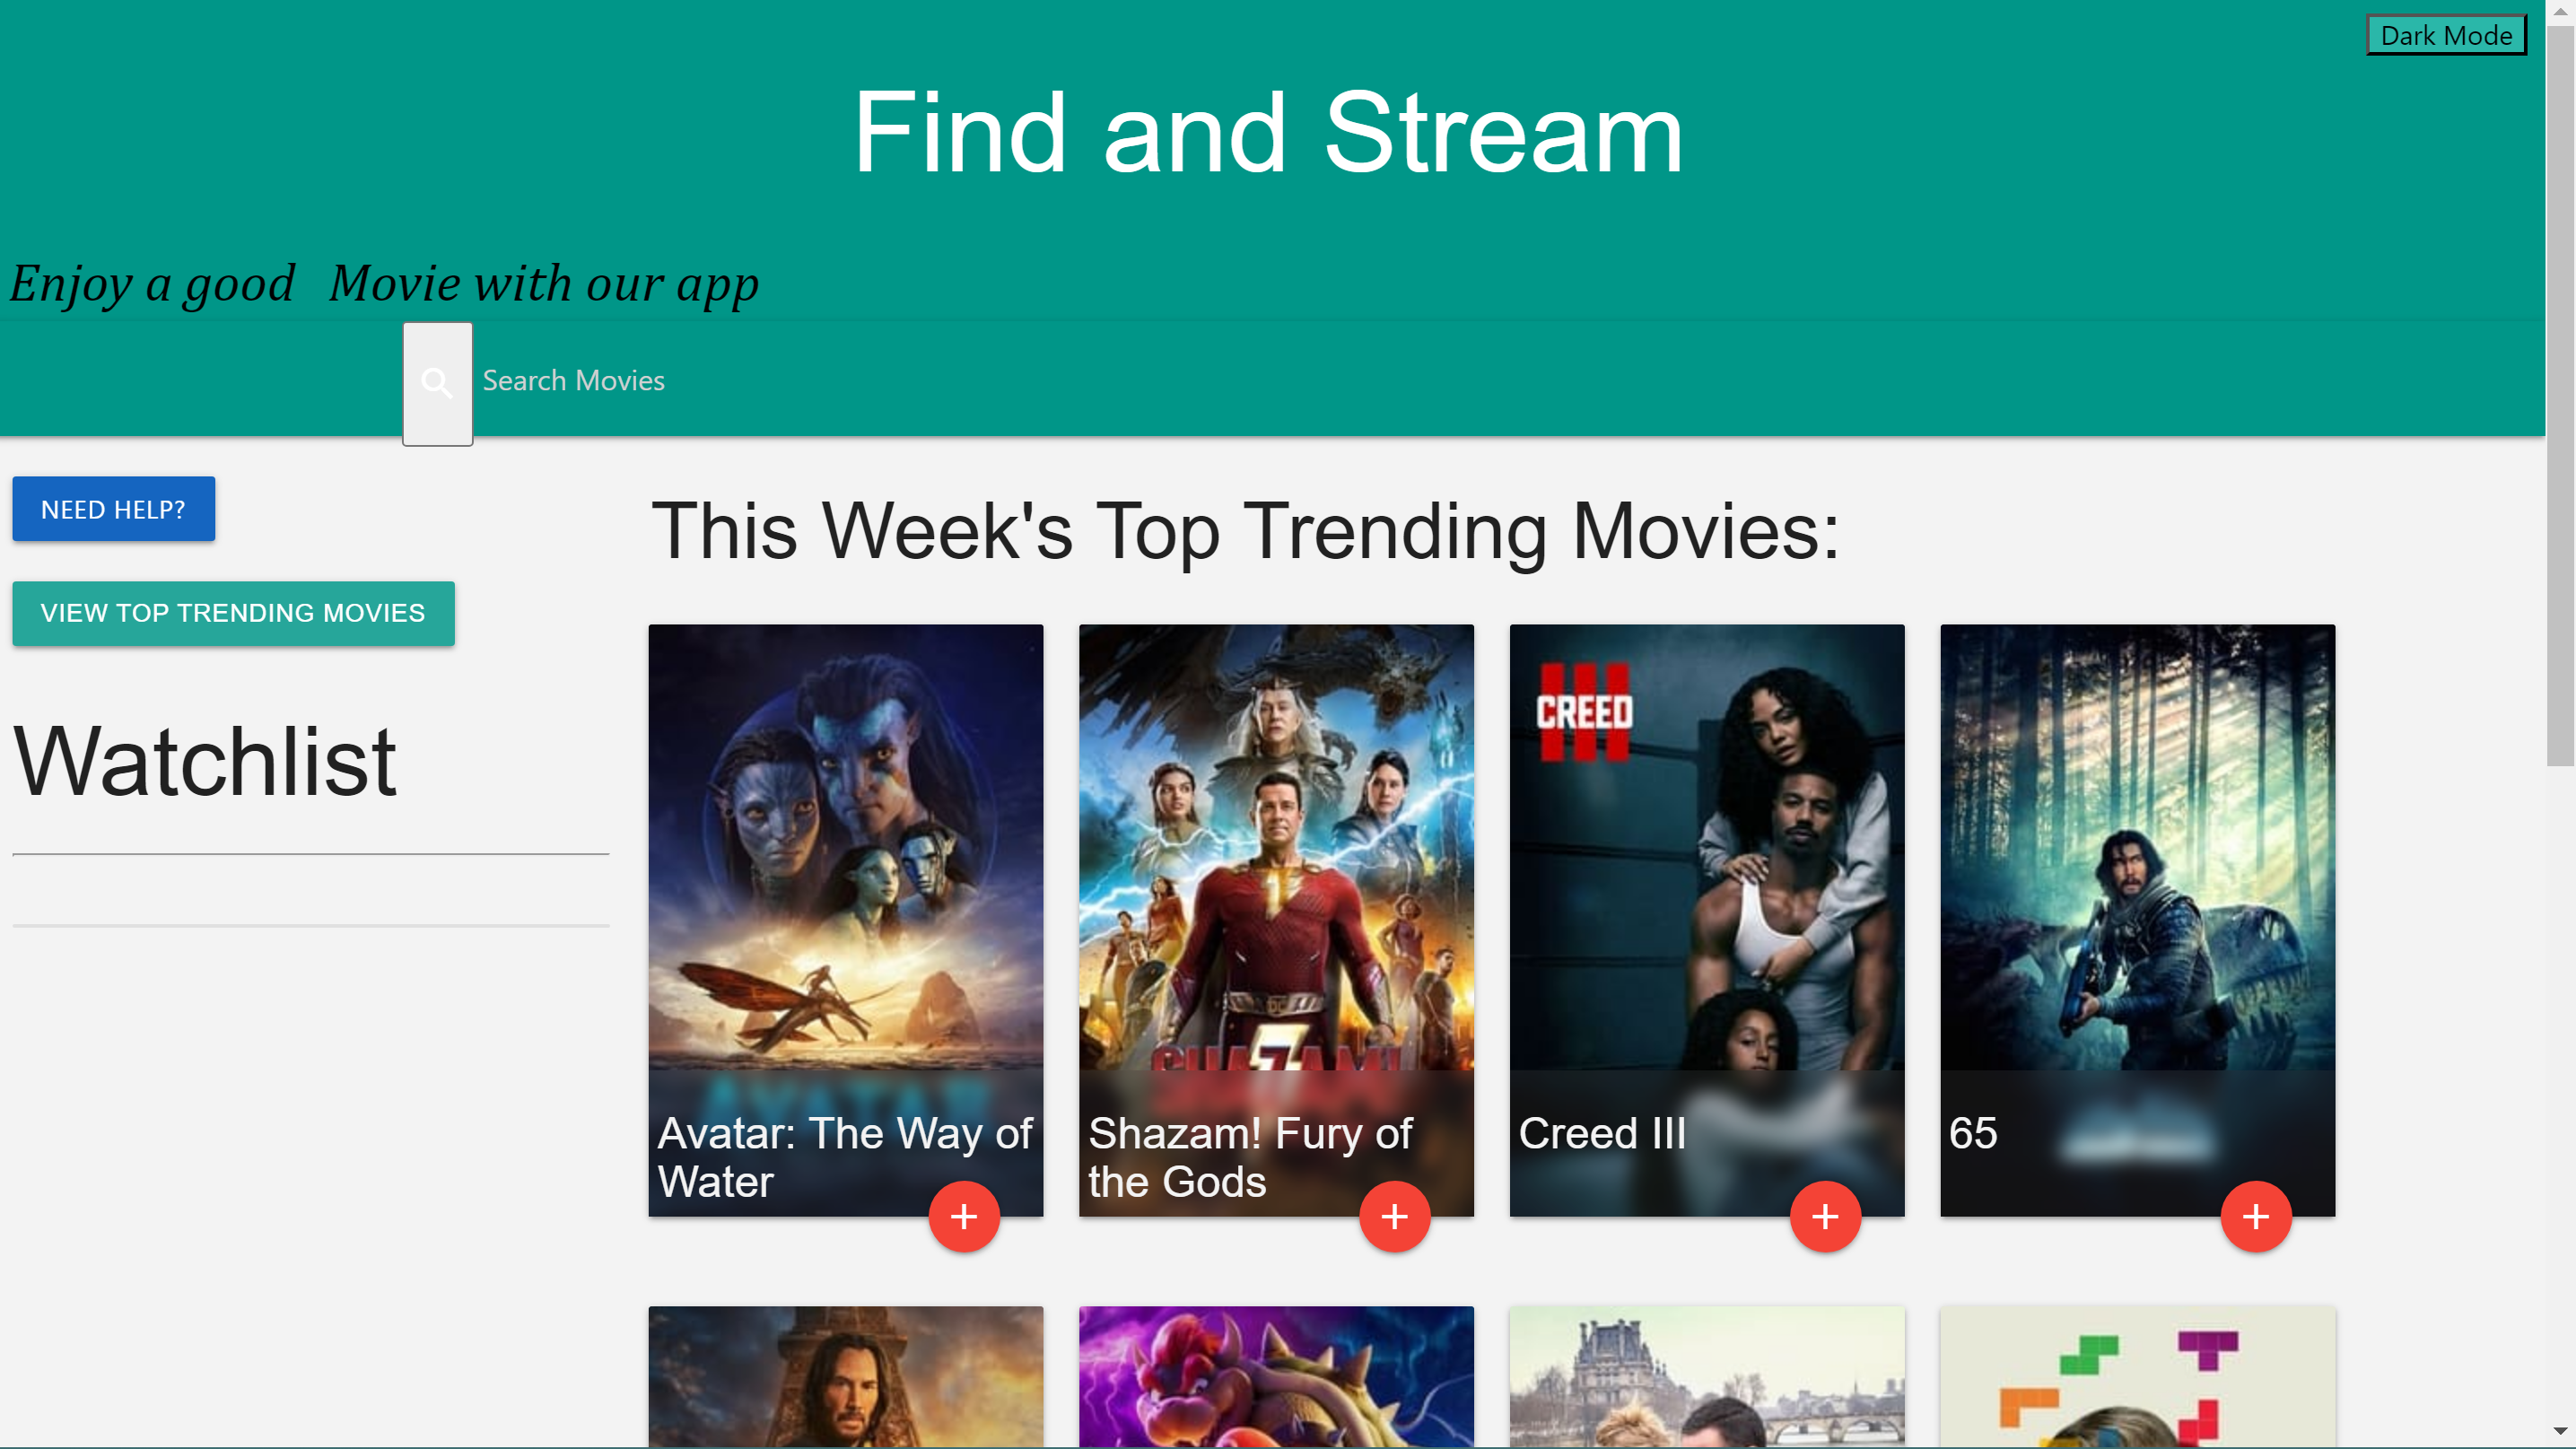 Dark Mode
Find and Stream
Enjoy a good Movie with our app
Search Movies
NEED HELP?
This Week's Top Trending Movies:
VIEW TOP TRENDING MOVIES
Watchlist
CREED
III
SHAZAM!
AVATAR
Avatar: The Way of
Water
Shazam! Fury of
the Gods
Creed III
65